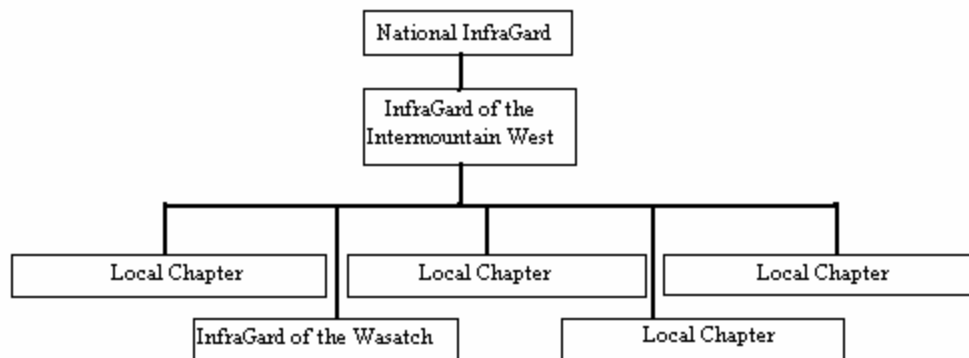 National InfraGard
InfraGard of the
Intermountain West
Local Chapter
Local Chapter
Local Chapter
InfraGard of the Wasatch
Local Chapter